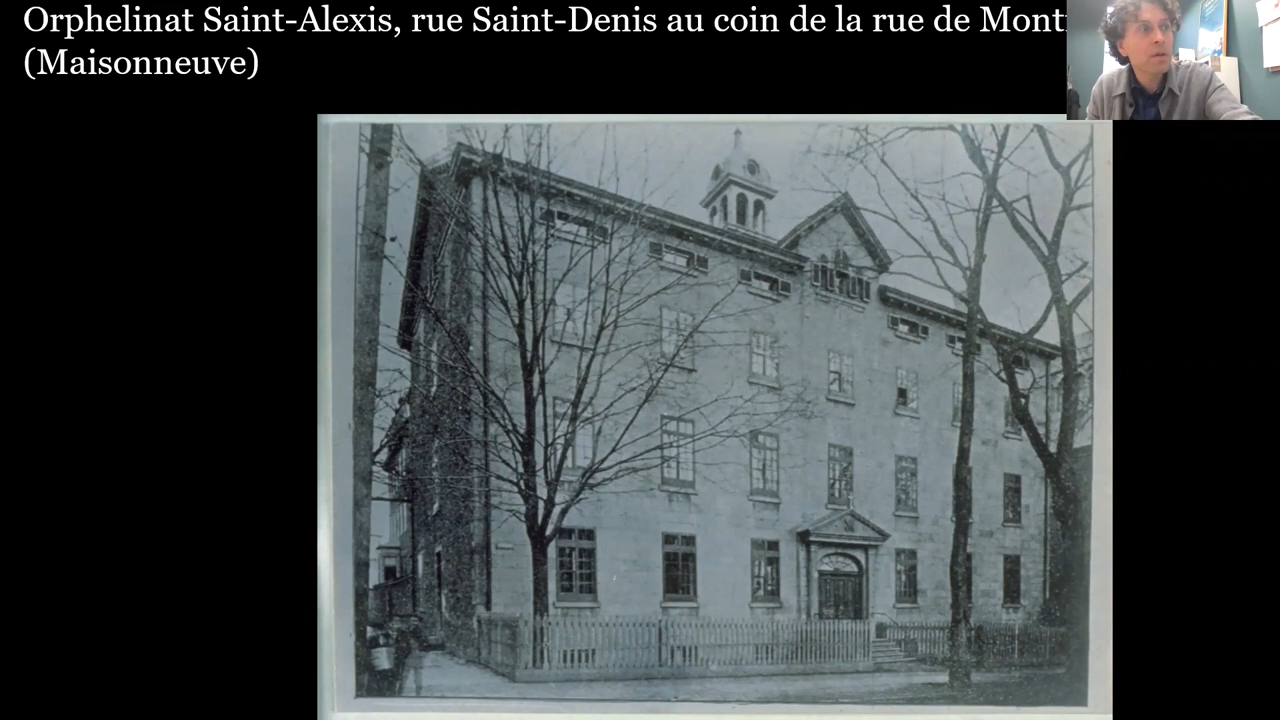 Orphelinat Saint-Alexis, rue Saint-Denis au coin de la rue de
(Maisonneuve)